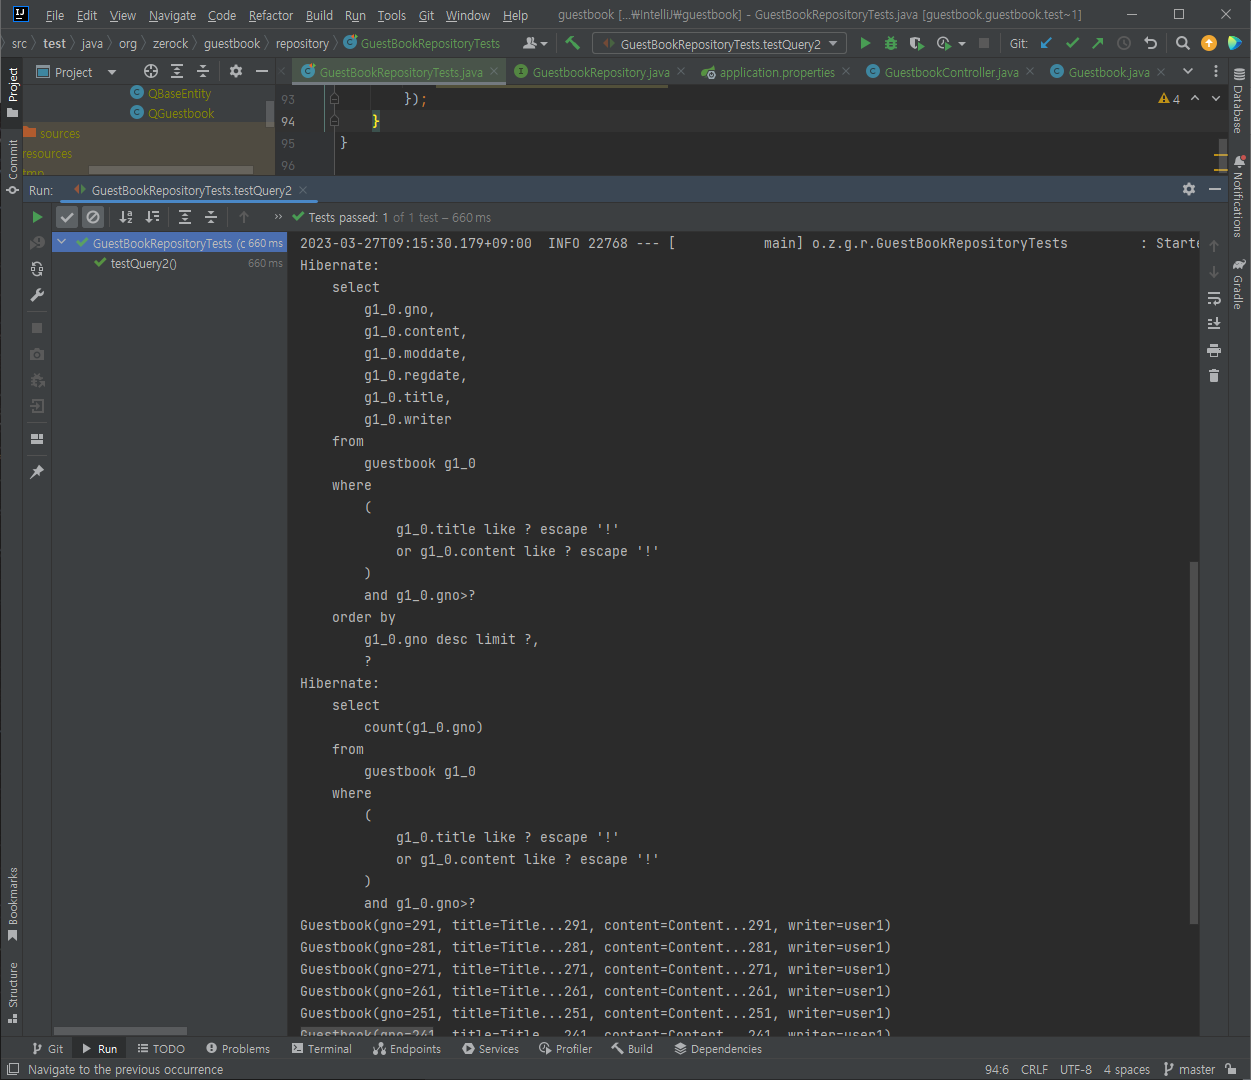 File Edit View Navigate Code Refactor Build Run Tools Git Window Help guestbook [...￦IntelliJ￦guestbook] - GuestBookRepositoryTests.java [guestbook.guestbook.test~1]
src test java org zerock guestbook repository GuestBookRepositoryTests GuestBookRepositoryTests.testQuery2 Git:
Project GuestBookRepositoryTests.java GuestbookRepository.java application.properties GuestbookController.java Guestbook.java
QBaseEntity
QGuestbook
sources
resources
tmp
93 });
94 }
95 }
96
4
Run: GuestBookRepositoryTests.testQuery2
Tests passed: 1 of 1 test – 660 ms
GuestBookRepositoryTests (c 660 ms
testQuery2() 660 ms
2023-03-27T09:15:30.179+09:00  INFO 22768 --- [           main] o.z.g.r.GuestBookRepositoryTests         : Starte
Hibernate:
    select
        g1_0.gno,
        g1_0.content,
        g1_0.moddate,
        g1_0.regdate,
        g1_0.title,
        g1_0.writer
    from
        guestbook g1_0
    where
        (
            g1_0.title like ? escape '!'
            or g1_0.content like ? escape '!'
        )
        and g1_0.gno>?
    order by
        g1_0.gno desc limit ?,
        ?
Hibernate:
    select
        count(g1_0.gno)
    from
        guestbook g1_0
    where
        (
            g1_0.title like ? escape '!'
            or g1_0.content like ? escape '!'
        )
        and g1_0.gno>?
Guestbook(gno=291, title=Title...291, content=Content...291, writer=user1)
Guestbook(gno=281, title=Title...281, content=Content...281, writer=user1)
Guestbook(gno=271, title=Title...271, content=Content...271, writer=user1)
Guestbook(gno=261, title=Title...261, content=Content...261, writer=user1)
Guestbook(gno=251, title=Title...251, content=Content...251, writer=user1)
Guestbook(gno=241, title=Title...241, content=Content...241, writer=user1)
Project
Commit
Bookmarks
Structure
Database
Notifications
Gradle
Git Run TODO Problems Terminal Endpoints Services Profiler Build Dependencies
Navigate to the previous occurrence 94:6 CRLF UTF-8 4 spaces master